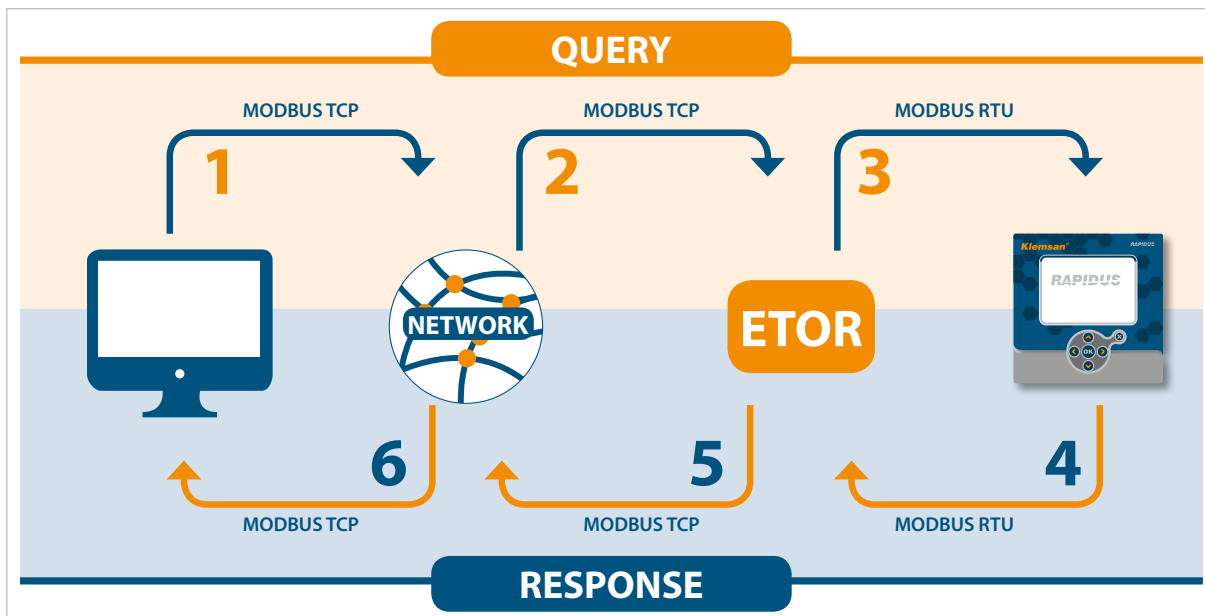 QUERY
MODBUS TCP
MODBUS TCP
MODBUS RTU
1
2
3
Klemsan®
RAPIDUS
RAPIDUS
NETWORK
ETOR
OK
6
5
4
MODBUS TCP
MODBUS TCP
MODBUS RTU
RESPONSE